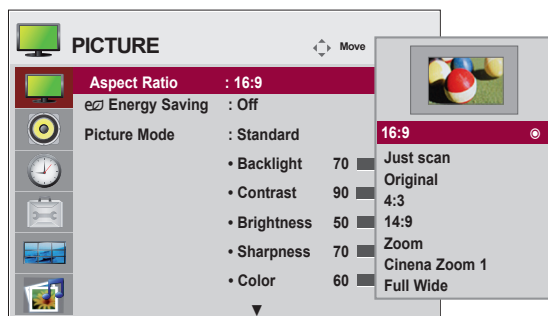 PICTURE
Move
Aspect Ratio : 16:9
Energy Saving : Off
Picture Mode : Standard
• Backlight 70
• Contrast 90
• Brightness 50
• Sharpness 70
• Color 60
16:9
Just scan
Original
4:3
14:9
Zoom
Cinena Zoom 1
Full Wide